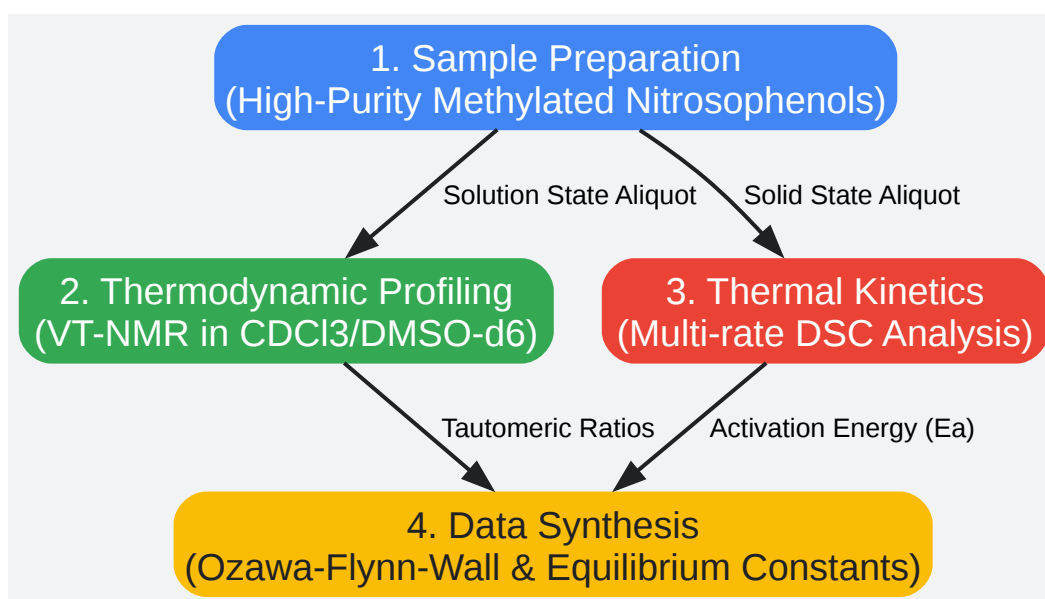 1. Sample Preparation
(High-Purity Methylated Nitrosophenols)
Solution State Aliquot
Solid State Aliquot
2. Thermodynamic Profiling
(VT-NMR in CDCl3/DMSO-d6)
3. Thermal Kinetics
(Multi-rate DSC Analysis)
Tautomeric Ratios
Activation Energy (Ea)
4. Data Synthesis
(Ozawa-Flynn-Wall & Equilibrium Constants)